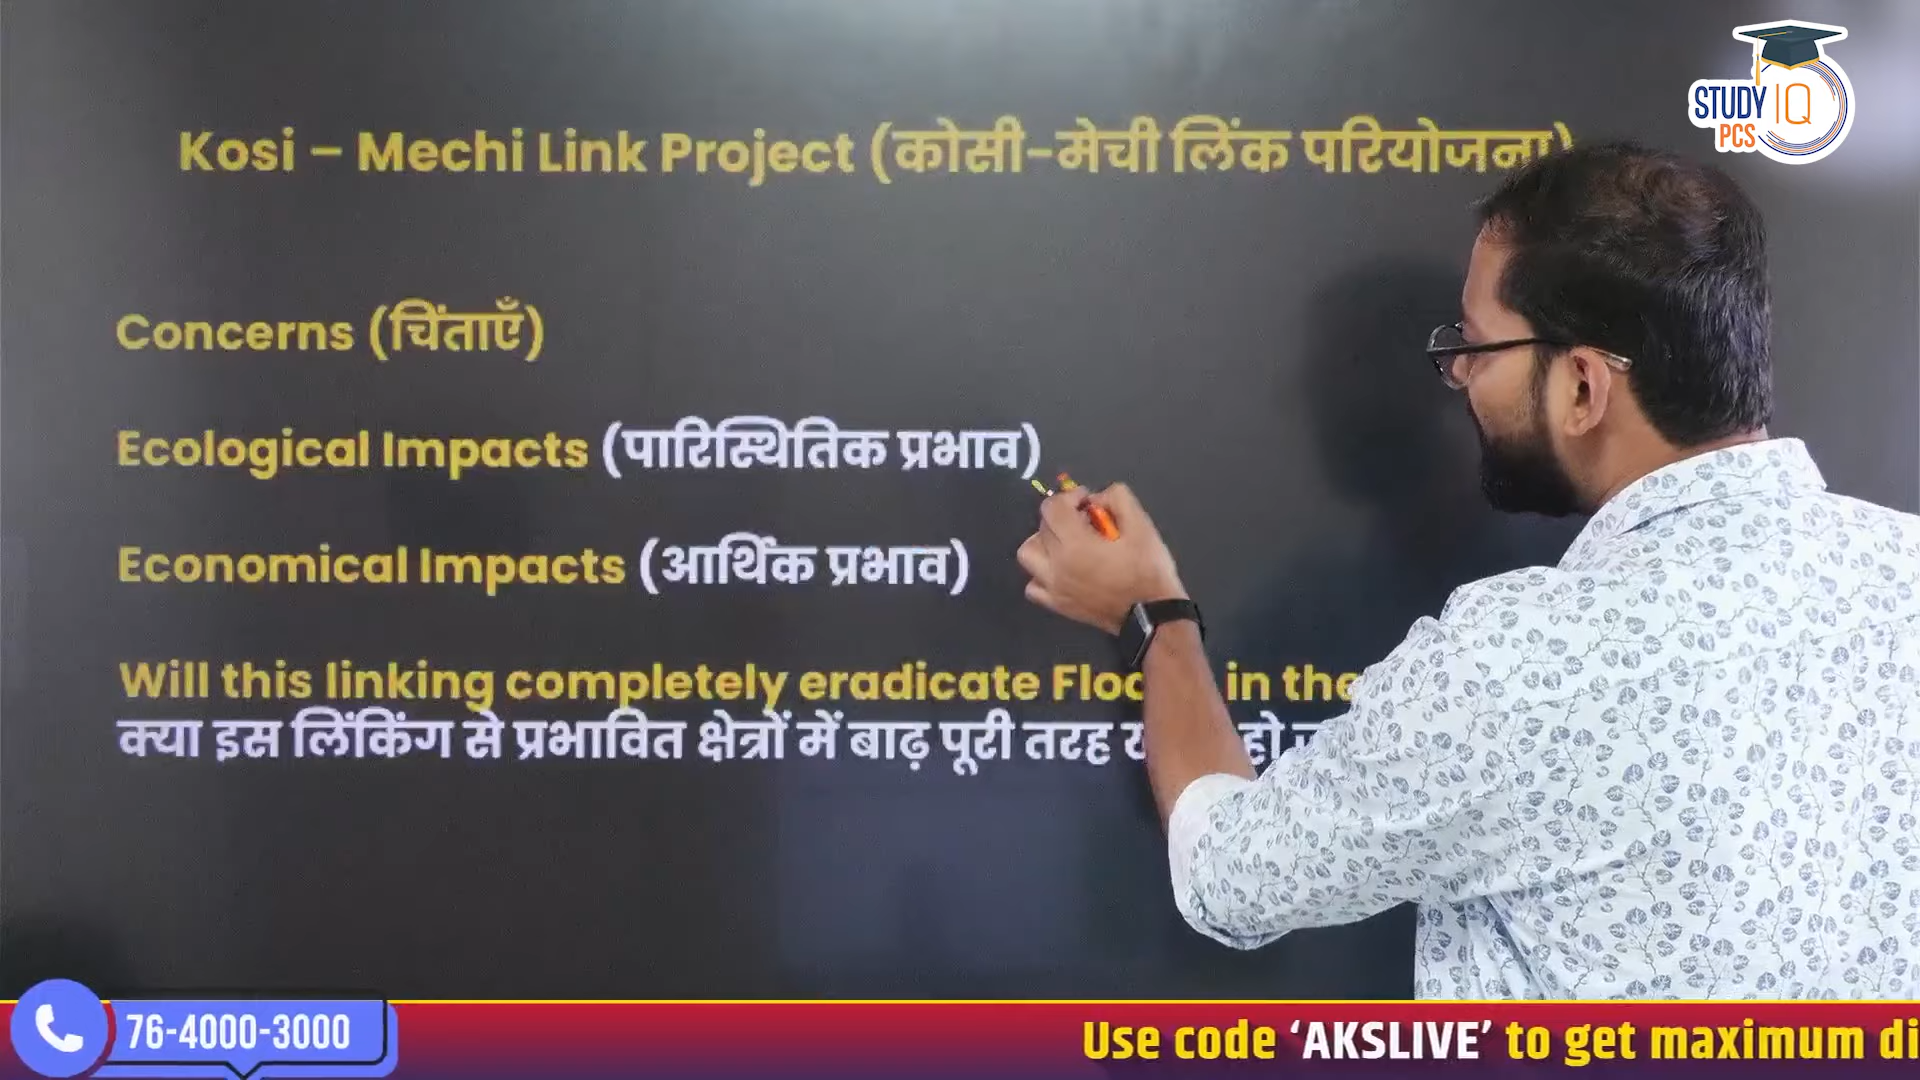 STUDY IQ
PCS
Kosi – Mechi Link Project (कोसी-मेची लिंक परियोजना)
Concerns (चिंताएँ)
Ecological Impacts (पारिस्थितिक प्रभाव)
Economical Impacts (आर्थिक प्रभाव)
Will this linking completely eradicate in the
क्या इस लिंकिंग से प्रभावित क्षेत्रों में बाढ़ पूरी तरह हो
76-4000-3000
Use code ‘AKSLIVE’ to get maximum